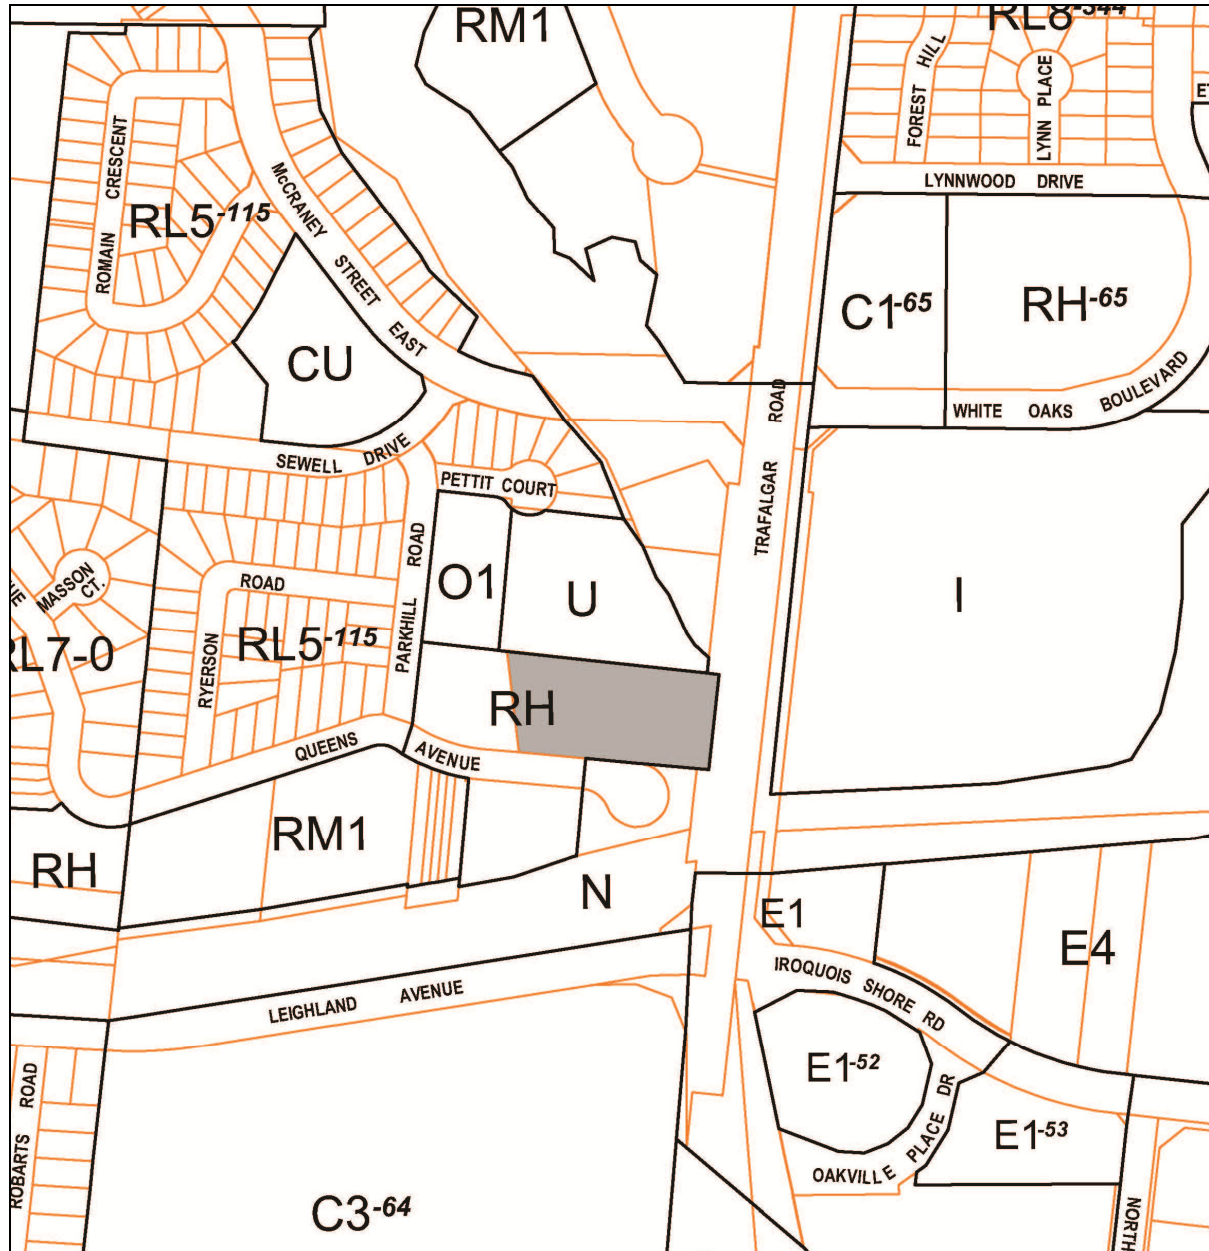 RM1
RL8-344
FOREST HILL
LYNN PLACE
LYNNWOOD DRIVE
ROMAIN CRESCENT
RL5-115
McCRANEY STREET EAST
CU
C1-65
RH-65
WHITE OAKS BOULEVARD
TRAFALGAR ROAD
SEWELL DRIVE
PETTIT COURT
PARKHILL ROAD
O1
U
I
MASSON CT.
RL7-0
RYERSON ROAD
RL5-115
RH
QUEENS AVENUE
RM1
RH
N
E1
E4
IROQUOIS SHORE RD
LEIGHLAND AVENUE
E1-52
E1-53
OAKVILLE PLACE DR
ROBARTS ROAD
C3-64
NORTH